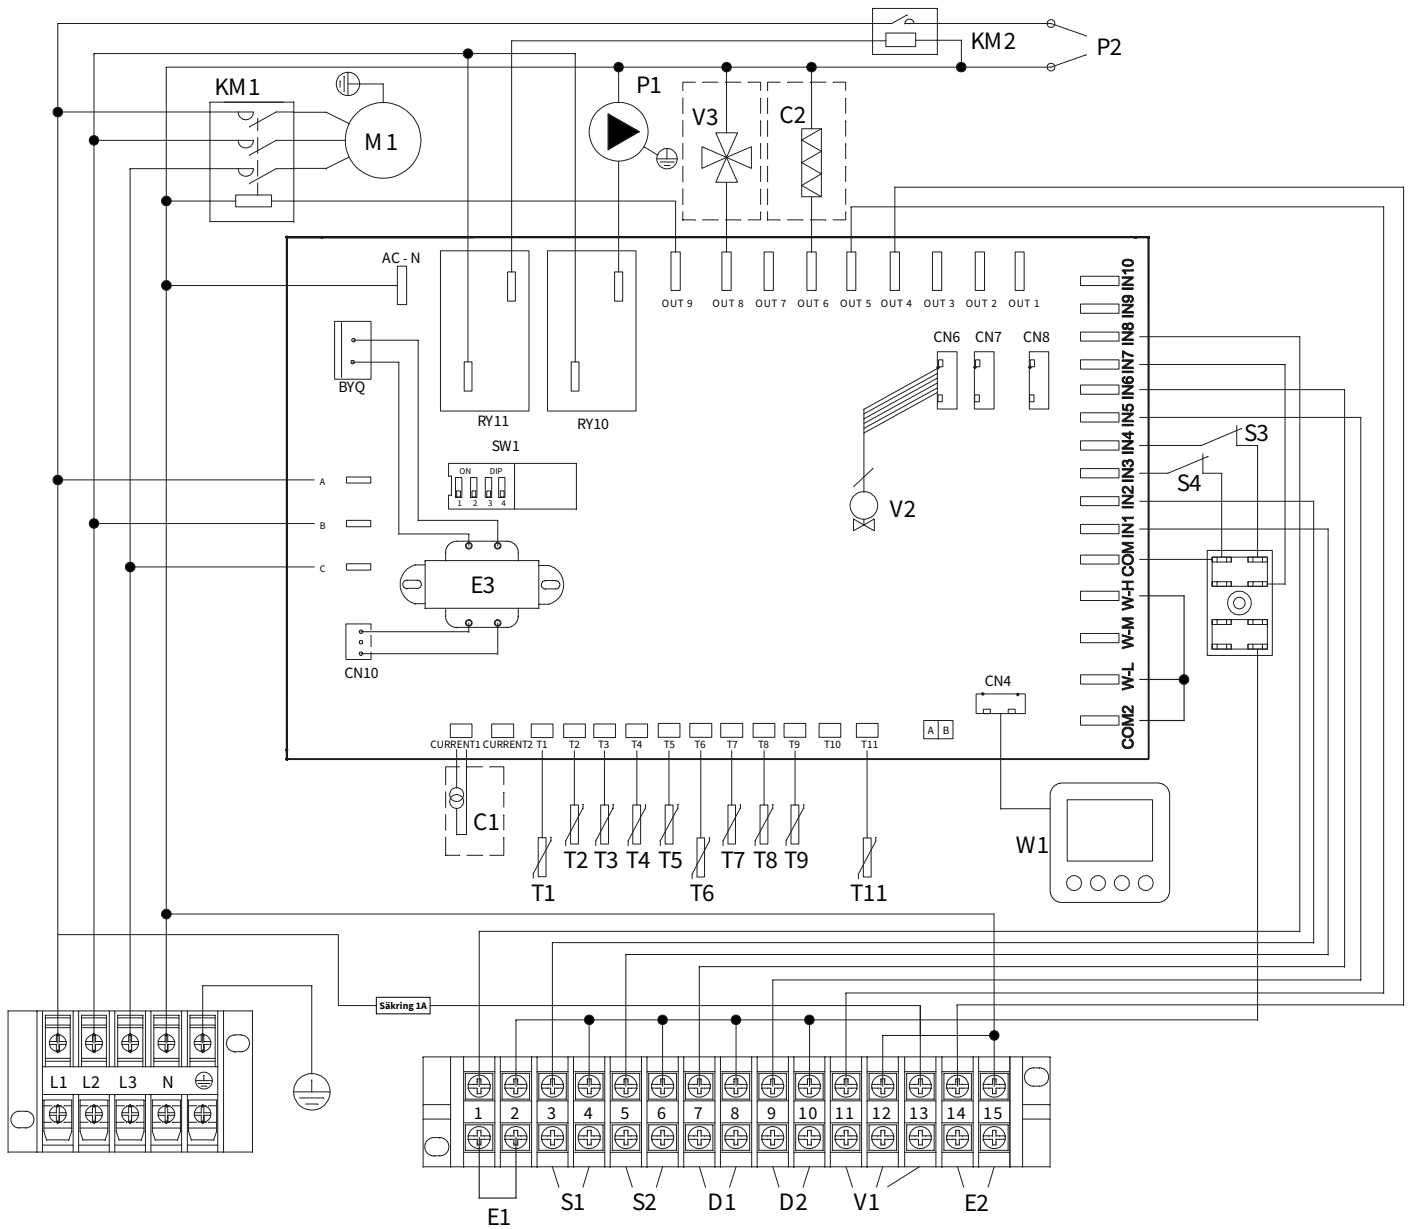 KM2
P2
KM1
P1
V3
C2
M1
AC-N
OUT 9
OUT 8
OUT 7
OUT 6
OUT 5
OUT 4
OUT 3
OUT 2
OUT 1
IN10
IN9
IN8
IN7
IN6
IN5
IN4
IN3
IN2
IN1
COM
W-H
W-M
W-L
COM2
CN6
CN7
CN8
BYQ
RY11
RY10
SW1
ON DIP
1 2 3 4
S3
S4
V2
A
B
C
E3
CN10
CN4
CURRENT1
CURRENT2
T1
T2
T3
T4
T5
T6
T7
T8
T9
T10
T11
A B
C1
T1
T2
T3
T4
T5
T6
T7
T8
T9
T11
W1
Säkring 1A
L1 L2 L3 N
1 2 3 4 5 6 7 8 9 10 11 12 13 14 15
E1
S1
S2
D1
D2
V1
E2